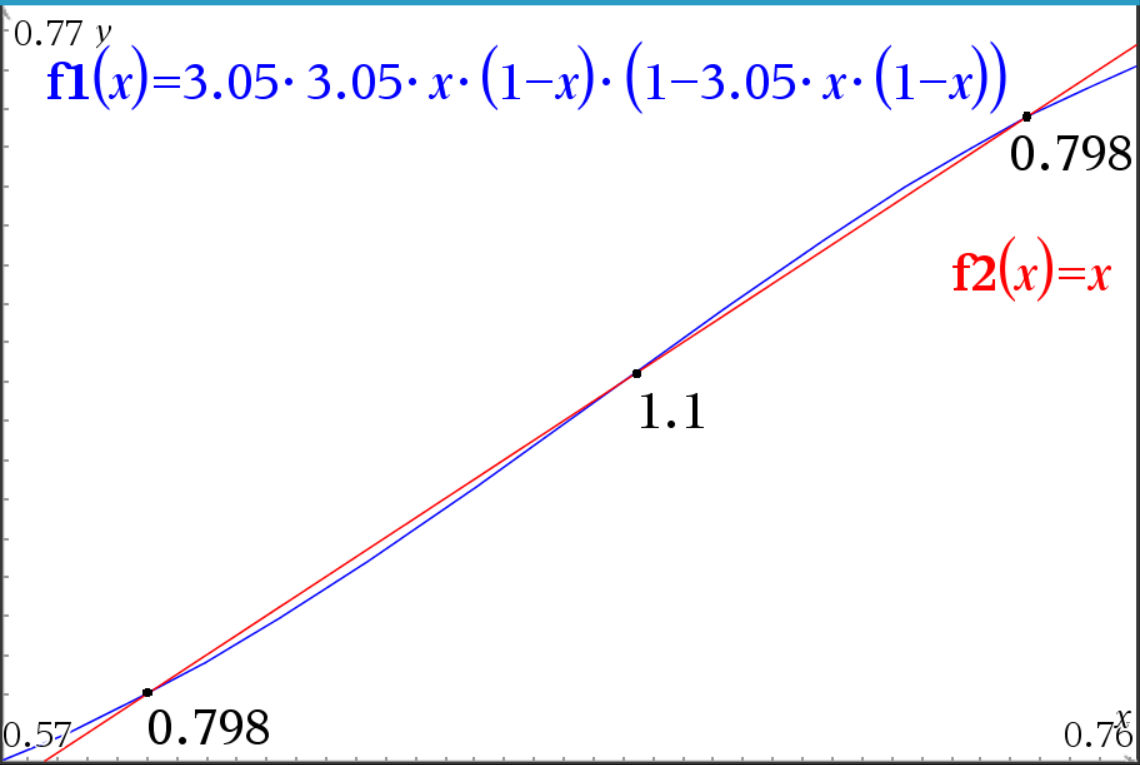 0.77 y
f1(x)=3.05· 3.05· x· (1−x)· (1−3.05· x· (1−x))
0.798
f2(x)=x
1.1
0.798
0.57
x
0.76